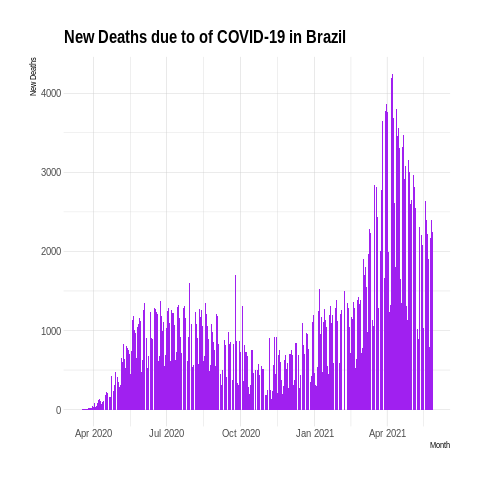 New Deaths due to of COVID-19 in Brazil
New Deaths
4000
3000
2000
1000
0
Apr 2020 Jul 2020 Oct 2020 Jan 2021 Apr 2021
Month